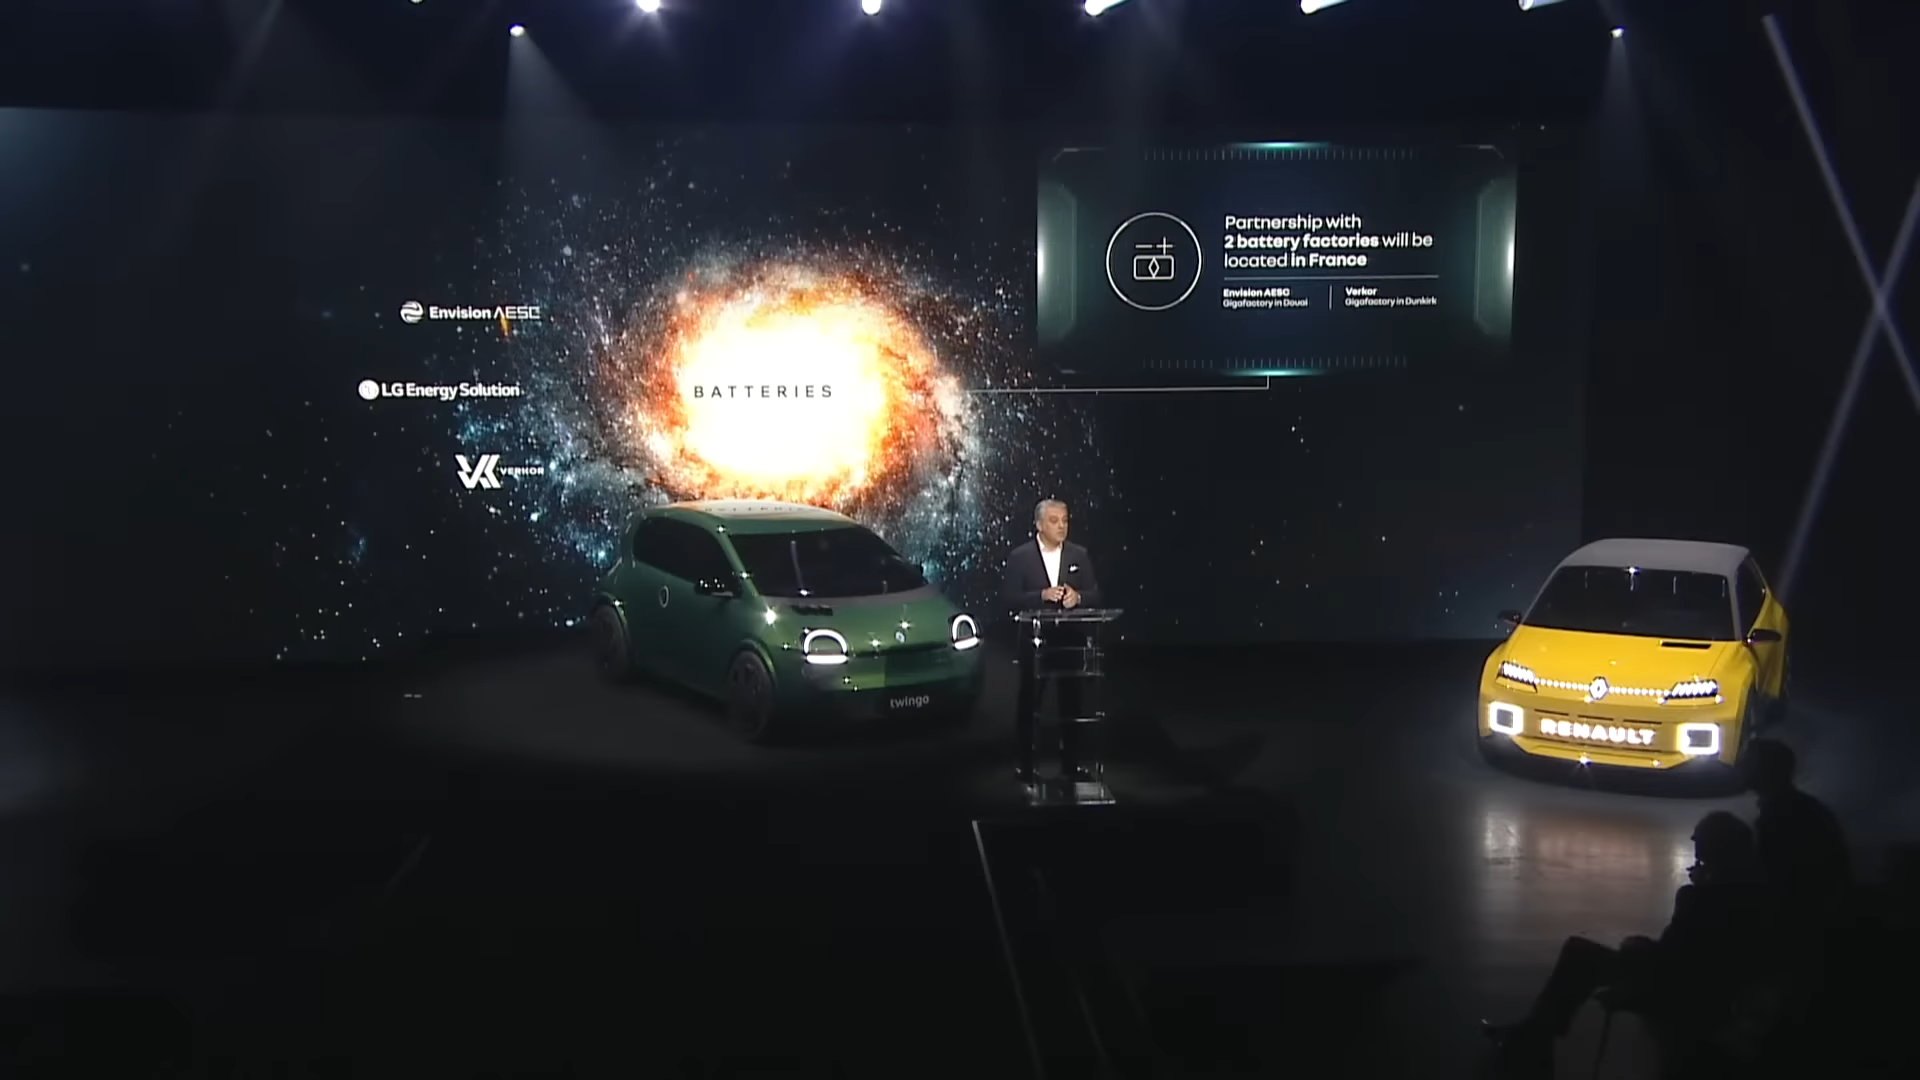 Partnership with
2 battery factories will be
located in France
Envision AESC
Gigafactory in Douai
Verkor
Gigafactory in Dunkirk
Envision AESC
LG Energy Solution
VERKOR
BATTERIES
twingo
RENAULT